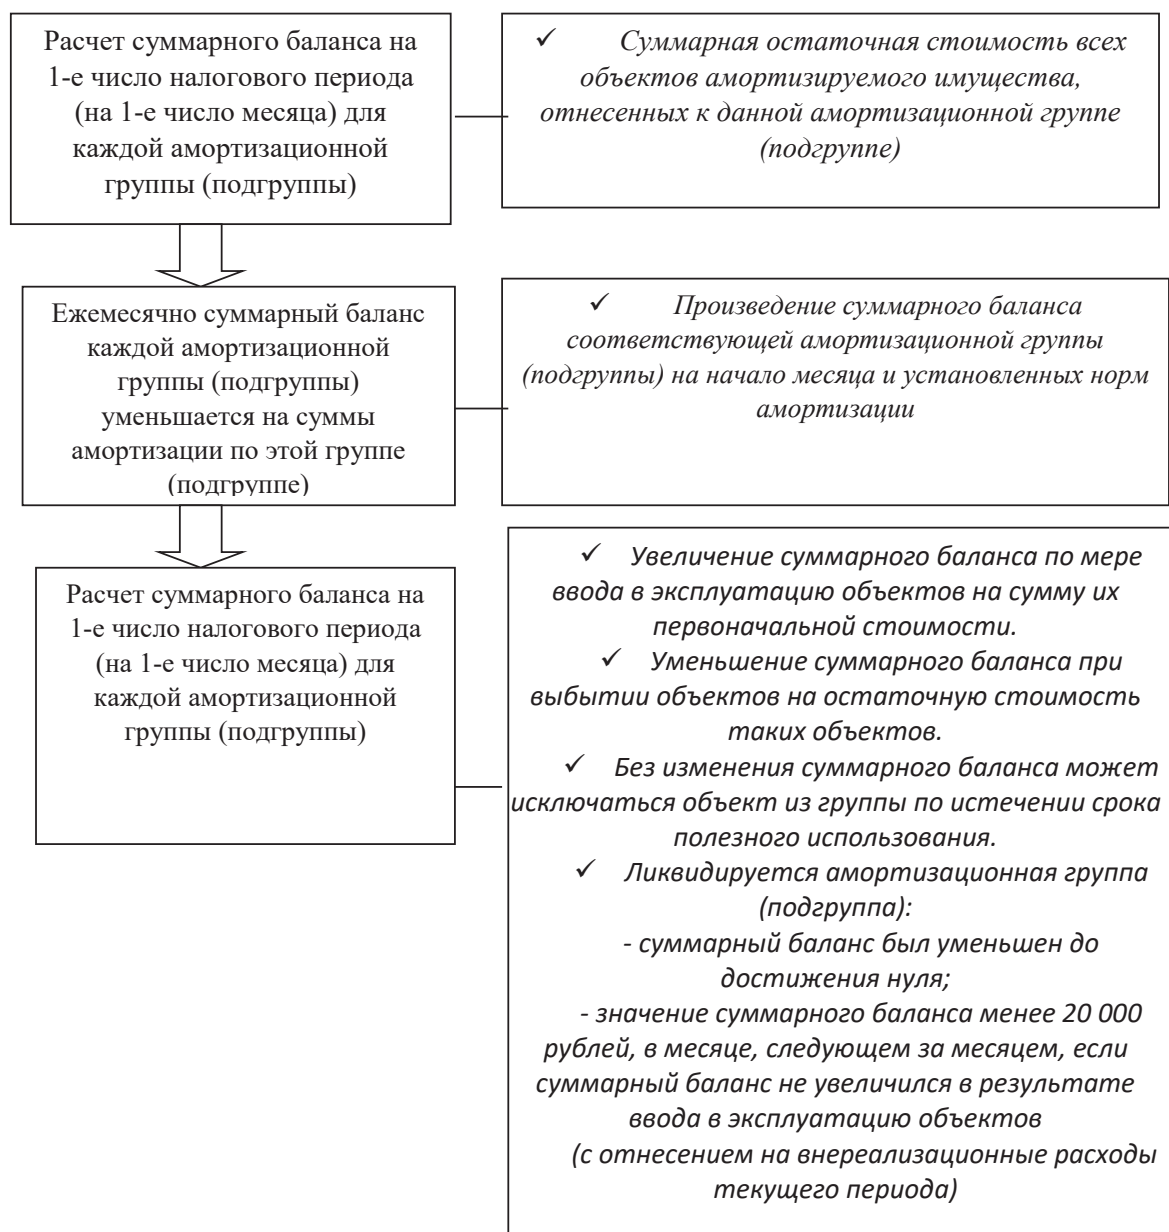 Расчет суммарного баланса на
1-е число налогового периода
(на 1-е число месяца) для
каждой амортизационной
группы (подгруппы)
✓ Суммарная остаточная стоимость всех
объектов амортизируемого имущества,
отнесенных к данной амортизационной группе
(подгруппе)
Ежемесячно суммарный баланс
каждой амортизационной
группы (подгруппы)
уменьшается на суммы
амортизации по этой группе
(подгруппе)
✓ Произведение суммарного баланса
соответствующей амортизационной группы
(подгруппы) на начало месяца и установленных норм
амортизации
Расчет суммарного баланса на
1-е число налогового периода
(на 1-е число месяца) для
каждой амортизационной
группы (подгруппы)
✓ Увеличение суммарного баланса по мере
ввода в эксплуатацию объектов на сумму их
первоначальной стоимости.
✓ Уменьшение суммарного баланса при
выбытии объектов на остаточную стоимость
таких объектов.
✓ Без изменения суммарного баланса может
исключаться объект из группы по истечении срока
полезного использования.
✓ Ликвидируется амортизационная группа
(подгруппа):
- суммарный баланс был уменьшен до
достижения нуля;
- значение суммарного баланса менее 20 000
рублей, в месяце, следующем за месяцем, если
суммарный баланс не увеличился в результате
ввода в эксплуатацию объектов
(с отнесением на внереализационные расходы
текущего периода)